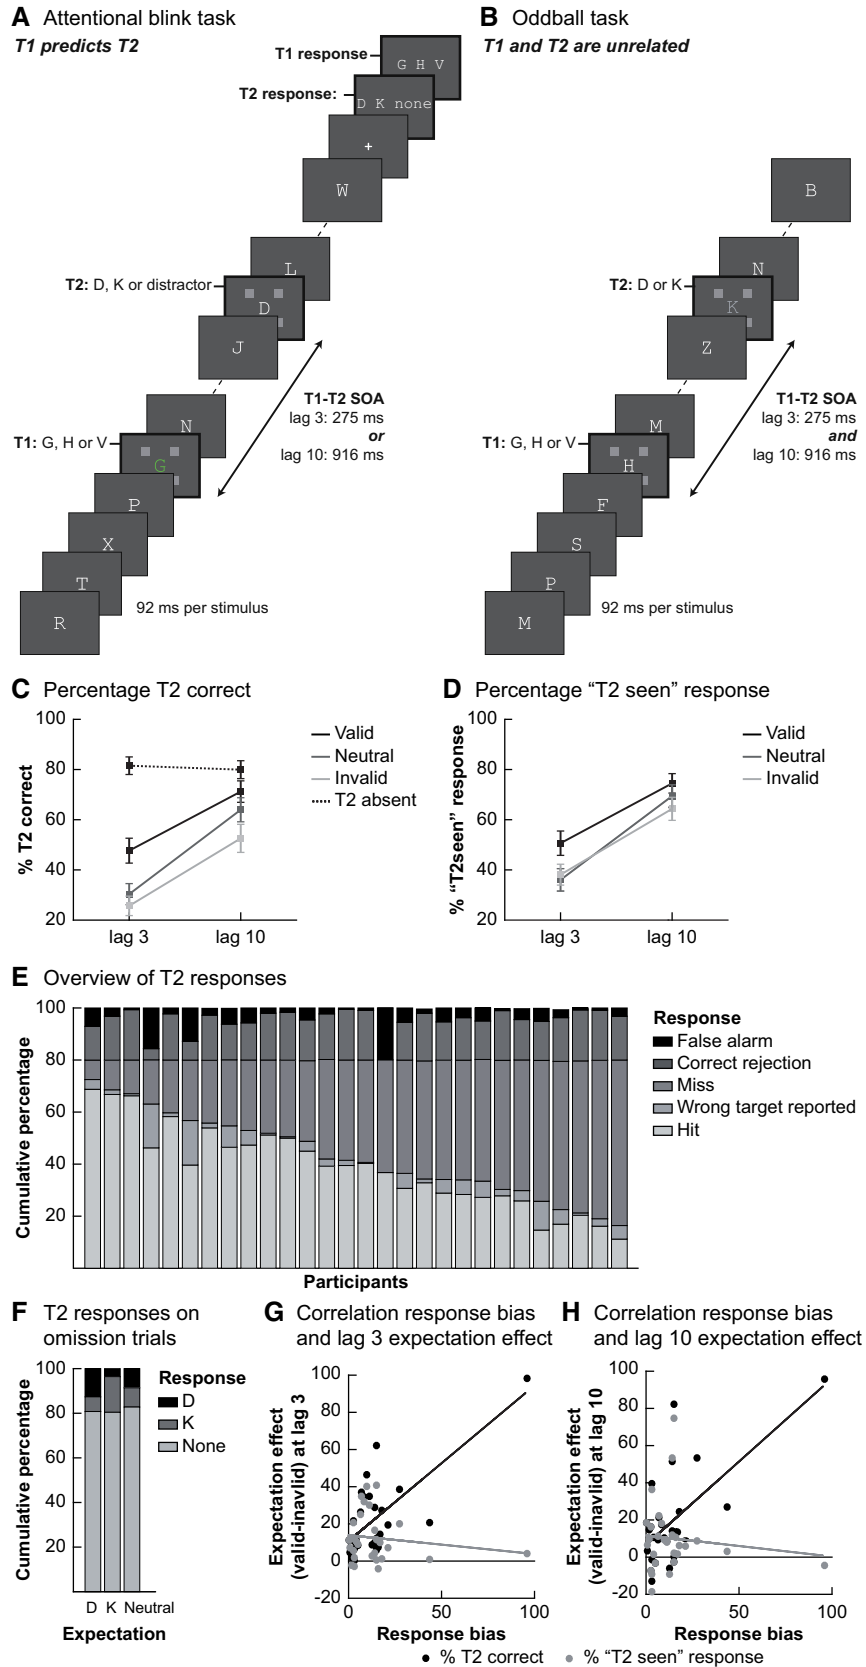 A Attentional blink task
T1 predicts T2
T1 response
G H V
T2 response:
D K none
+
W
L
T2: D, K or distractor
D
J
T1-T2 SOA
lag 3: 275 ms
or
lag 10: 916 ms
N
T1: G, H or V
G
P
X
T
R
92 ms per stimulus
B Oddball task
T1 and T2 are unrelated
B
N
T2: D or K
K
Z
T1-T2 SOA
lag 3: 275 ms
and
lag 10: 916 ms
M
T1: G, H or V
H
F
S
P
M
92 ms per stimulus
C Percentage T2 correct
% T2 correct
100
80
60
40
20
lag 3 lag 10
Valid
Neutral
Invalid
T2 absent
D Percentage “T2 seen” response
% “T2seen” response
100
80
60
40
20
lag 3 lag 10
Valid
Neutral
Invalid
E Overview of T2 responses
Cumulative percentage
100
80
60
40
20
Participants
Response
False alarm
Correct rejection
Miss
Wrong target reported
Hit
F T2 responses on
omission trials
Cumulative percentage
100
80
60
40
20
D K Neutral
Expectation
Response
D
K
None
G Correlation response bias
and lag 3 expectation effect
Expectation effect
(valid-inavlid) at lag 3
100
80
60
40
20
0
-20
0 50 100
Response bias
H Correlation response bias
and lag 10 expectation effect
Expectation effect
(valid-inavlid) at lag 10
100
80
60
40
20
0
-20
0 50 100
Response bias
% T2 correct % “T2 seen” response